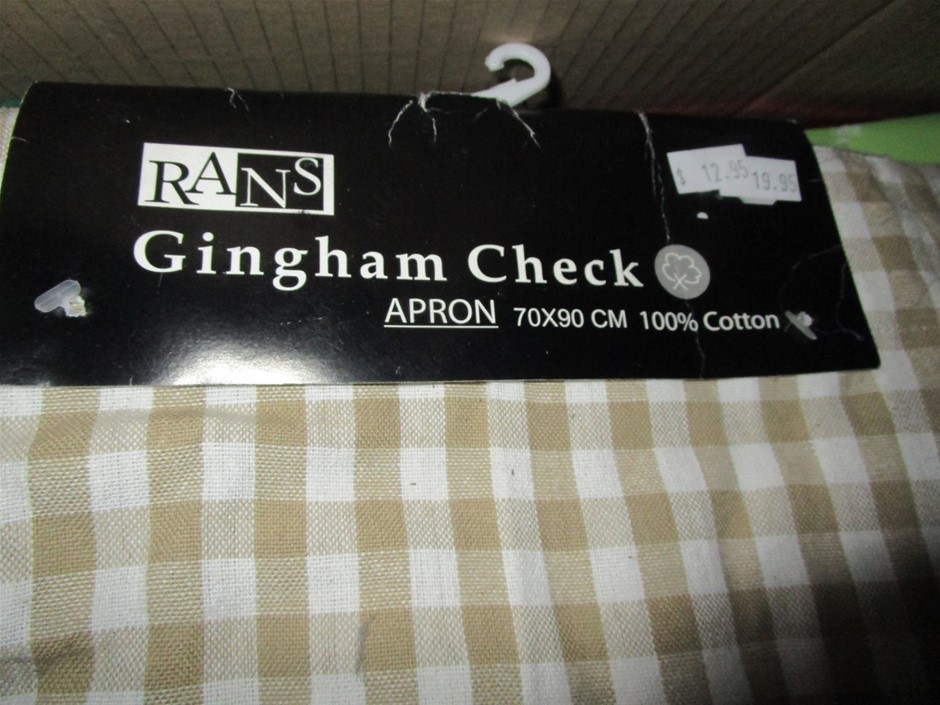 RANS
$ 12.95 19.95
Gingham Check
APRON 70X90 CM 100% Cotton